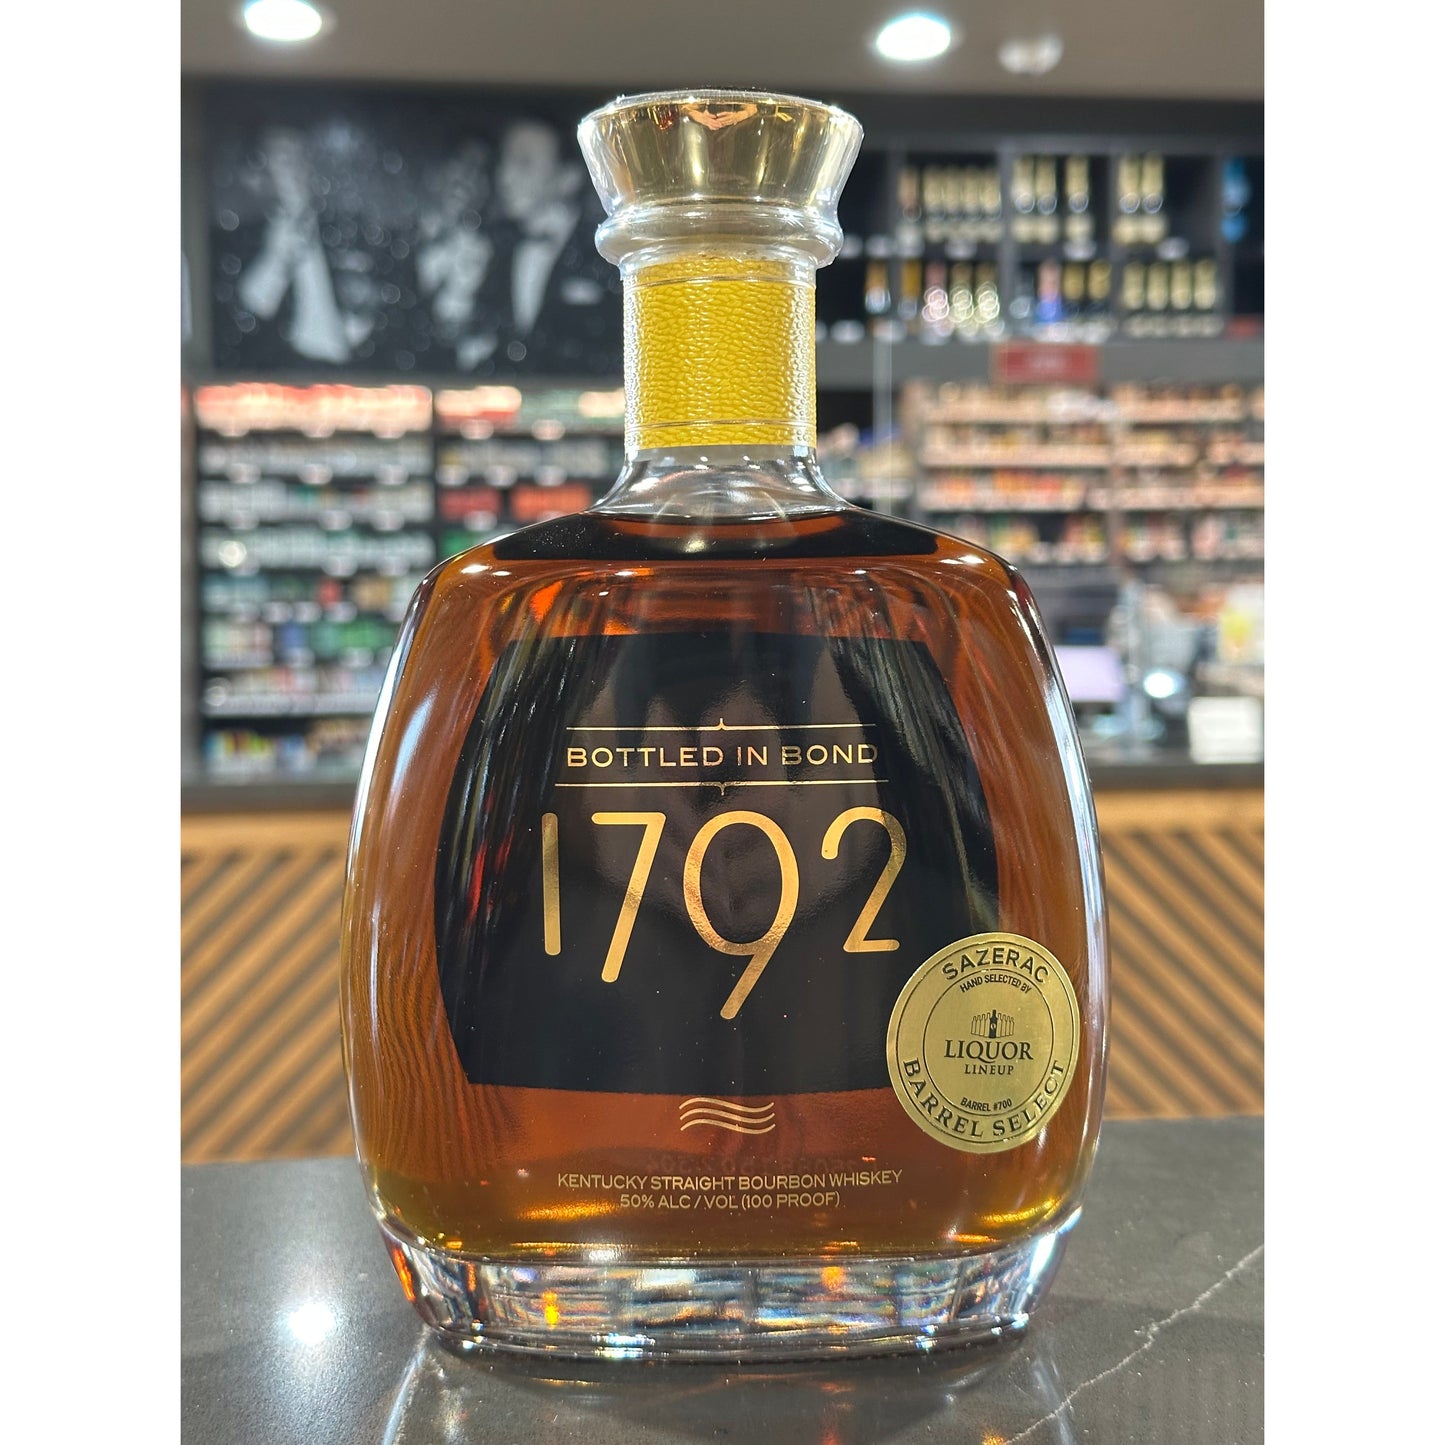 BOTTLED IN BOND
1792
SAZERAC
HAND SELECTED BY
LIQUOR
LINEUP
BARREL #700
BARREL SELECT
KENTUCKY STRAIGHT BOURBON WHISKEY
50% ALC / VOL (100 PROOF)